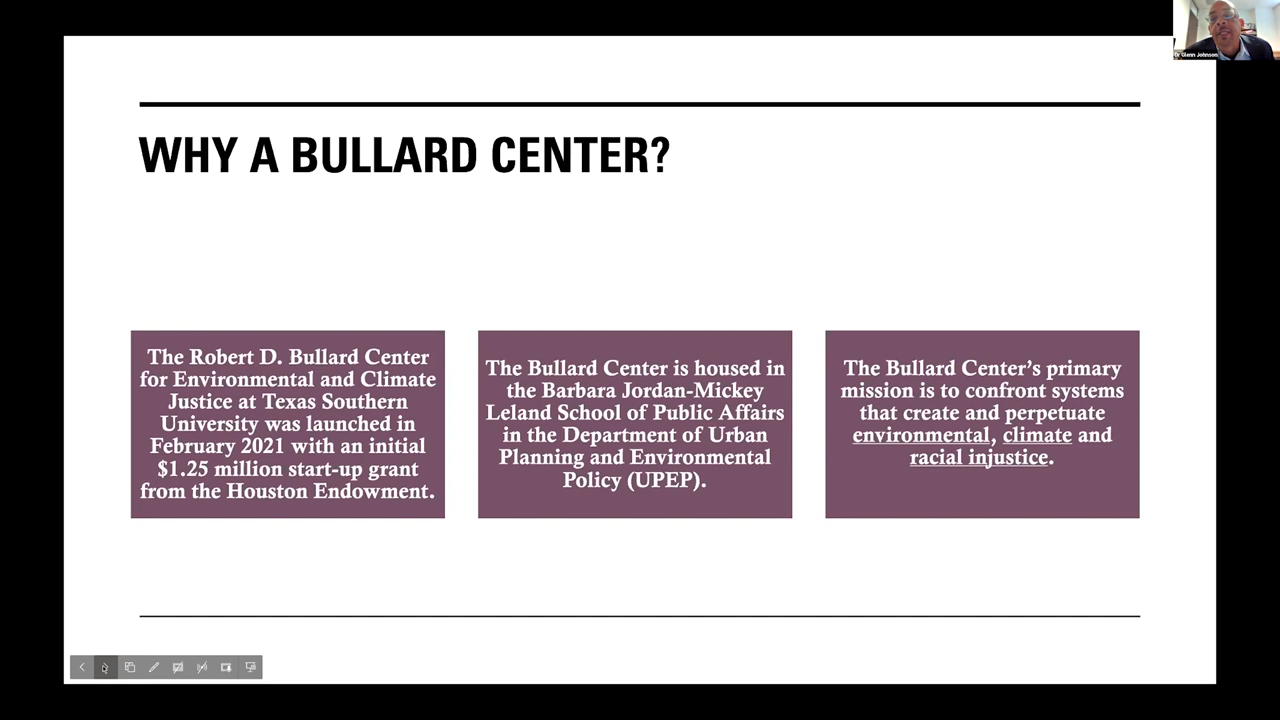 Dr Glenn Johnson
WHY A BULLARD CENTER?
The Robert D. Bullard Center
for Environmental and Climate
Justice at Texas Southern
University was launched in
February 2021 with an initial
$1.25 million start-up grant
from the Houston Endowment.
The Bullard Center is housed in
the Barbara Jordan-Mickey
Leland School of Public Affairs
in the Department of Urban
Planning and Environmental
Policy (UPEP).
The Bullard Center’s primary
mission is to confront systems
that create and perpetuate
environmental, climate and
racial injustice.